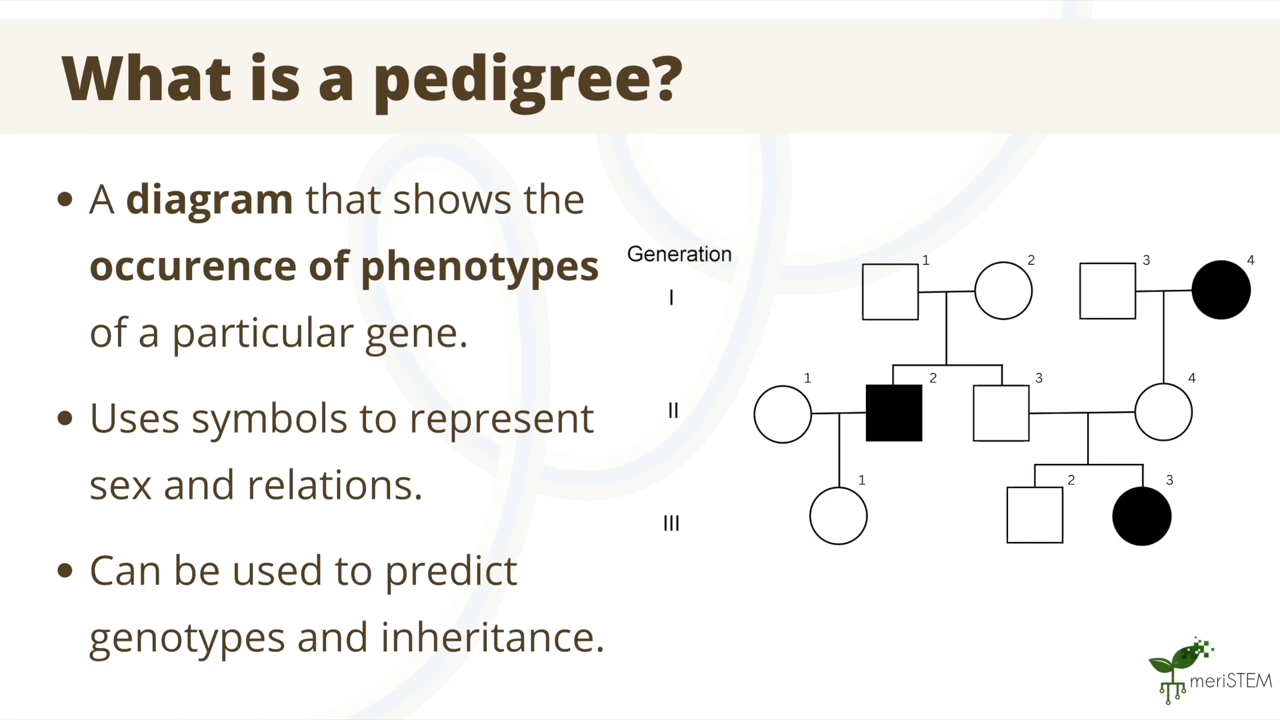 What is a pedigree?
• A diagram that shows the
occurence of phenotypes
of a particular gene.
• Uses symbols to represent
sex and relations.
• Can be used to predict
genotypes and inheritance.
Generation
1 2 3 4
I
1 2 3 4
II
1 2 3
III
meriSTEM